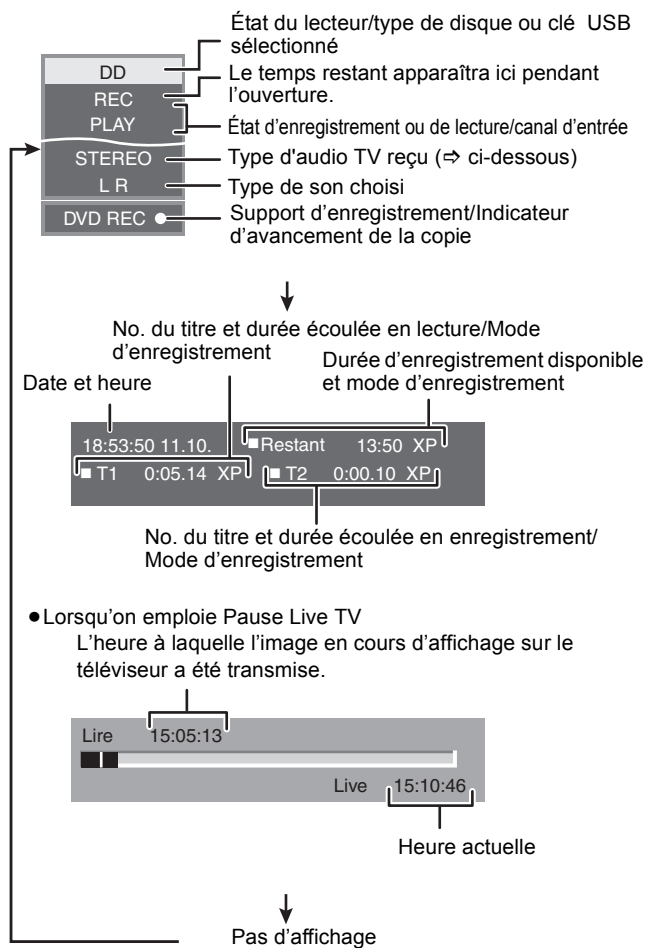 État du lecteur/type de disque ou clé  USB
sélectionné
DD
Le temps restant apparaîtra ici pendant
l'ouverture.
REC
PLAY
État d'enregistrement ou de lecture/canal d'entrée
STEREO
Type d'audio TV reçu (⇨ ci-dessous)
L R
Type de son choisi
DVD REC
Support d'enregistrement/Indicateur
d'avancement de la copie
No. du titre et durée écoulée en lecture/Mode
d'enregistrement
Durée d'enregistrement disponible
et mode d'enregistrement
Date et heure
18:53:50 11.10. Restant 13:50 XP
T1 0:05.14 XP T2 0:00.10 XP
No. du titre et durée écoulée en enregistrement/
Mode d'enregistrement
●Lorsqu'on emploie Pause Live TV
L'heure à laquelle l'image en cours d'affichage sur le
téléviseur a été transmise.
Lire 15:05:13
Live 15:10:46
Heure actuelle
Pas d'affichage